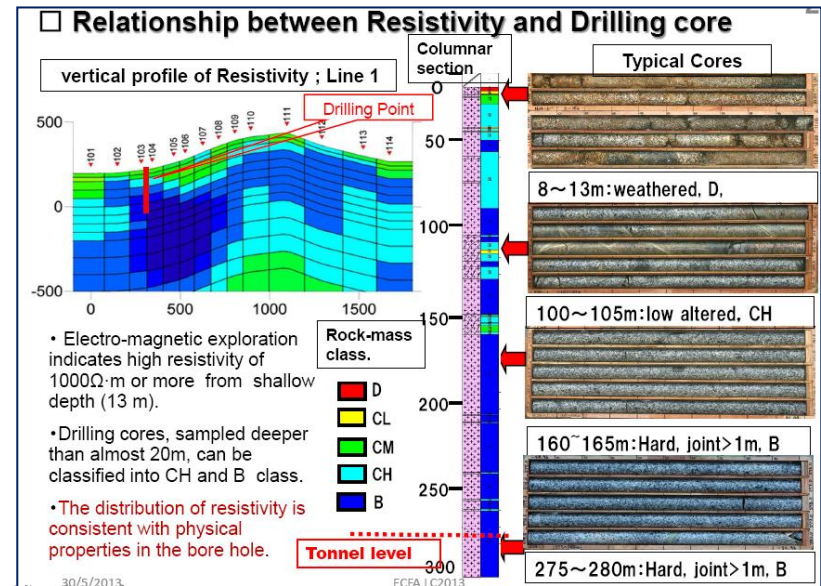 □ Relationship between Resistivity and Drilling core
vertical profile of Resistivity ; Line 1
Drilling Point
500
0
-500
101
102
103
104
105
106
107
108
109
110
111
112
113
114
0
500
1000
1500
• Electro-magnetic exploration
indicates high resistivity of
1000Ω·m or more from shallow
depth (13 m).
•Drilling cores, sampled deeper
than almost 20m, can be
classified into CH and B class.
•The distribution of resistivity is
consistent with physical
properties in the bore hole.
Rock-mass
class.
D
CL
CM
CH
B
Columnar
section
0
50
100
150
200
250
300
Tunnel level
Typical Cores
8～13m:weathered, D,
100～105m:low altered, CH
160~165m:Hard, joint>1m, B
275～280m:Hard, joint>1m, B
30/5/2013
ECFA LC2013